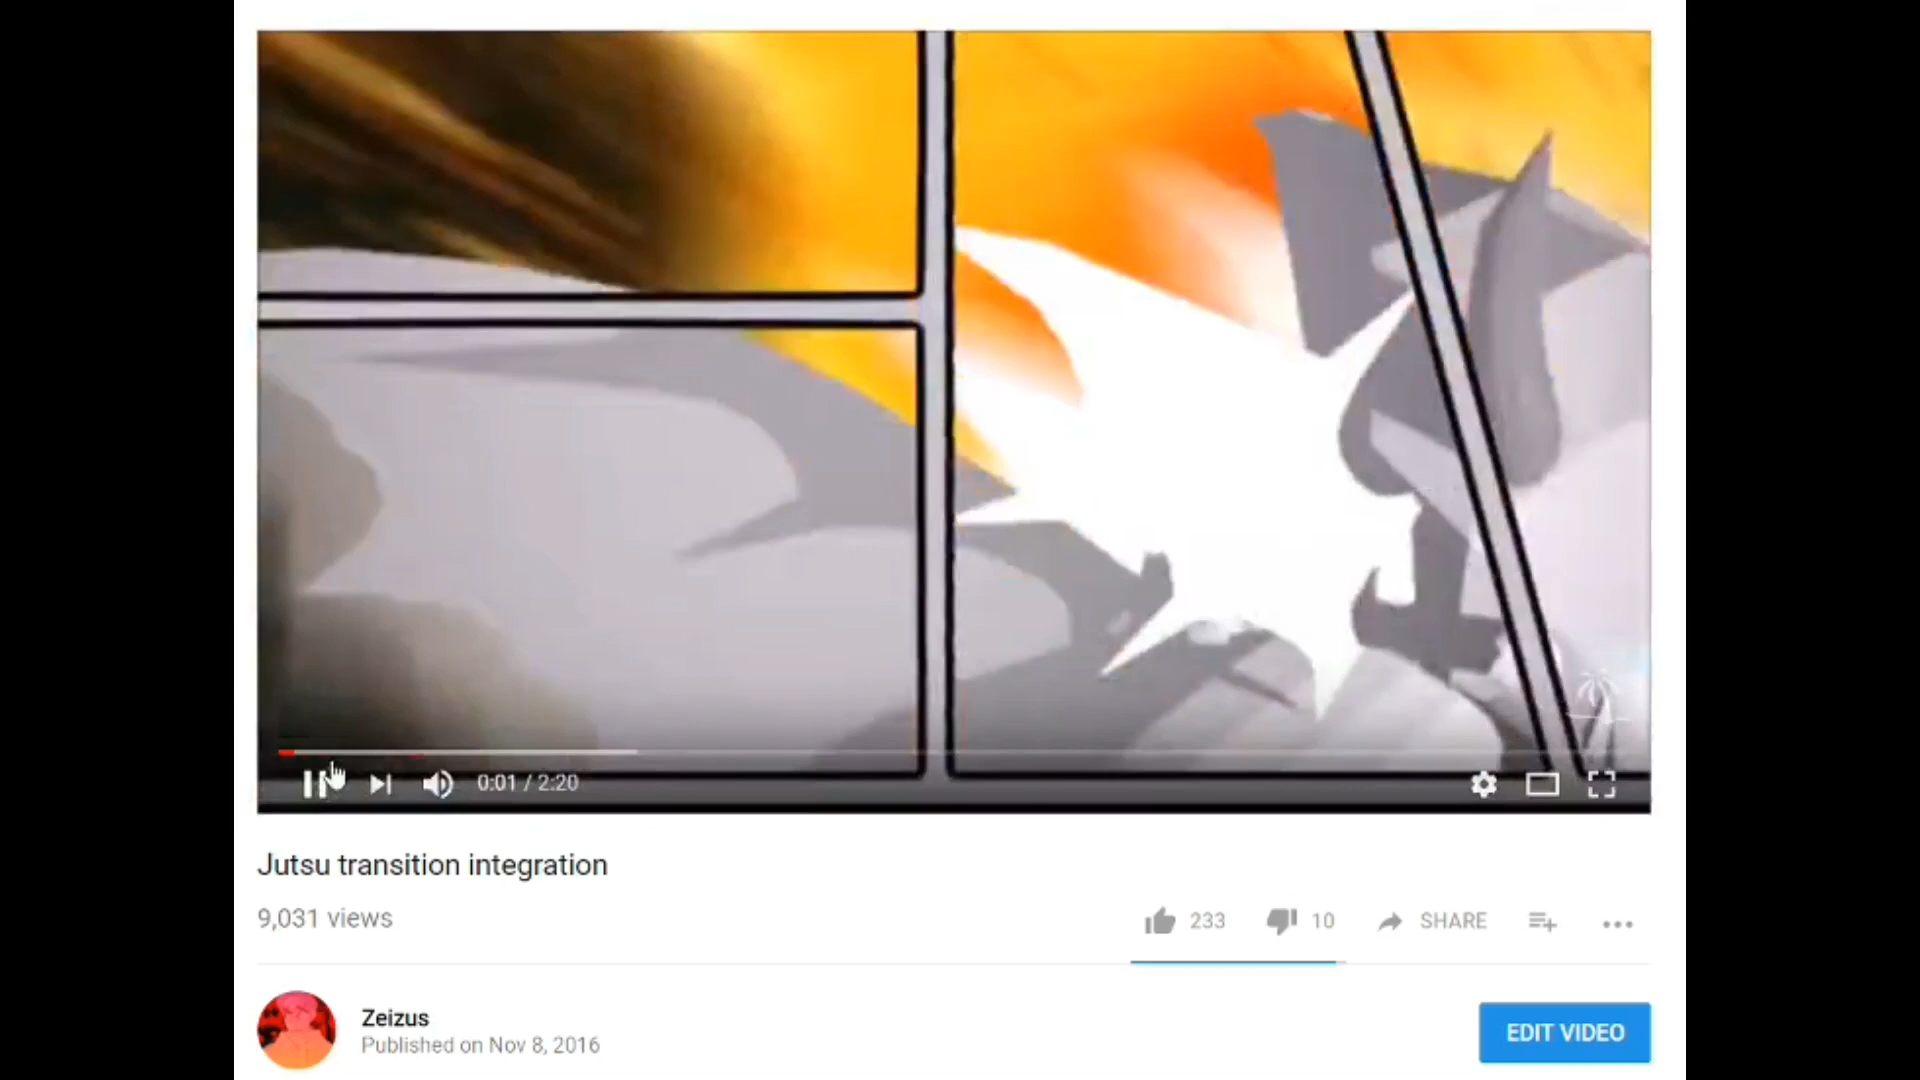 0:01 / 2:20
Jutsu transition integration
9,031 views
233
10
SHARE
Zeizus
Published on Nov 8, 2016
EDIT VIDEO